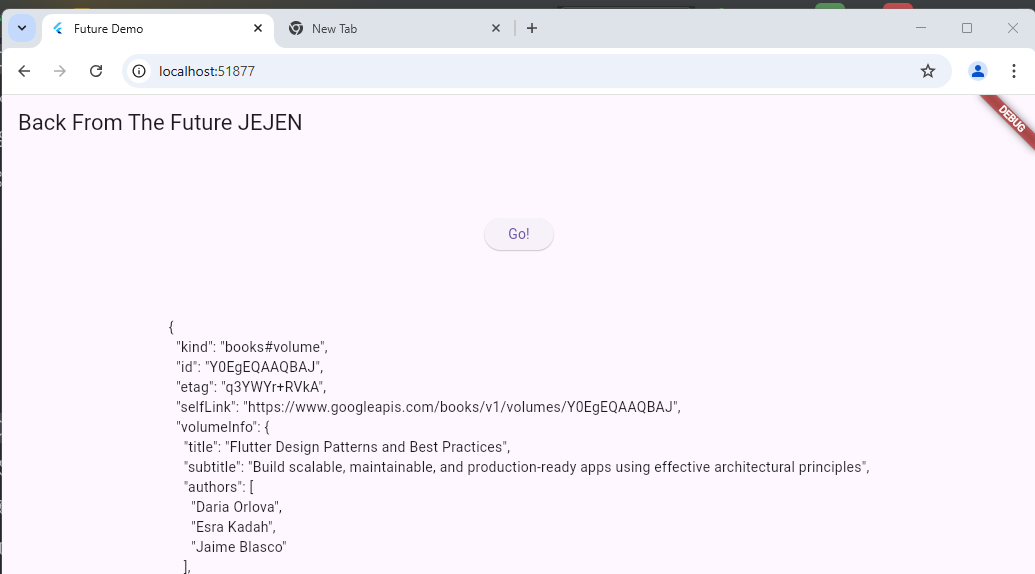 Future Demo
New Tab
localhost:51877
Back From The Future JEJEN
DEBUG
Go!
{
"kind": "books#volume",
"id": "Y0EgEQAAQBAJ",
"etag": "q3YWYr+RVkA",
"selfLink": "https://www.googleapis.com/books/v1/volumes/Y0EgEQAAQBAJ",
"volumeInfo": {
"title": "Flutter Design Patterns and Best Practices",
"subtitle": "Build scalable, maintainable, and production-ready apps using effective architectural principles",
"authors": [
"Daria Orlova",
"Esra Kadah",
"Jaime Blasco"
],